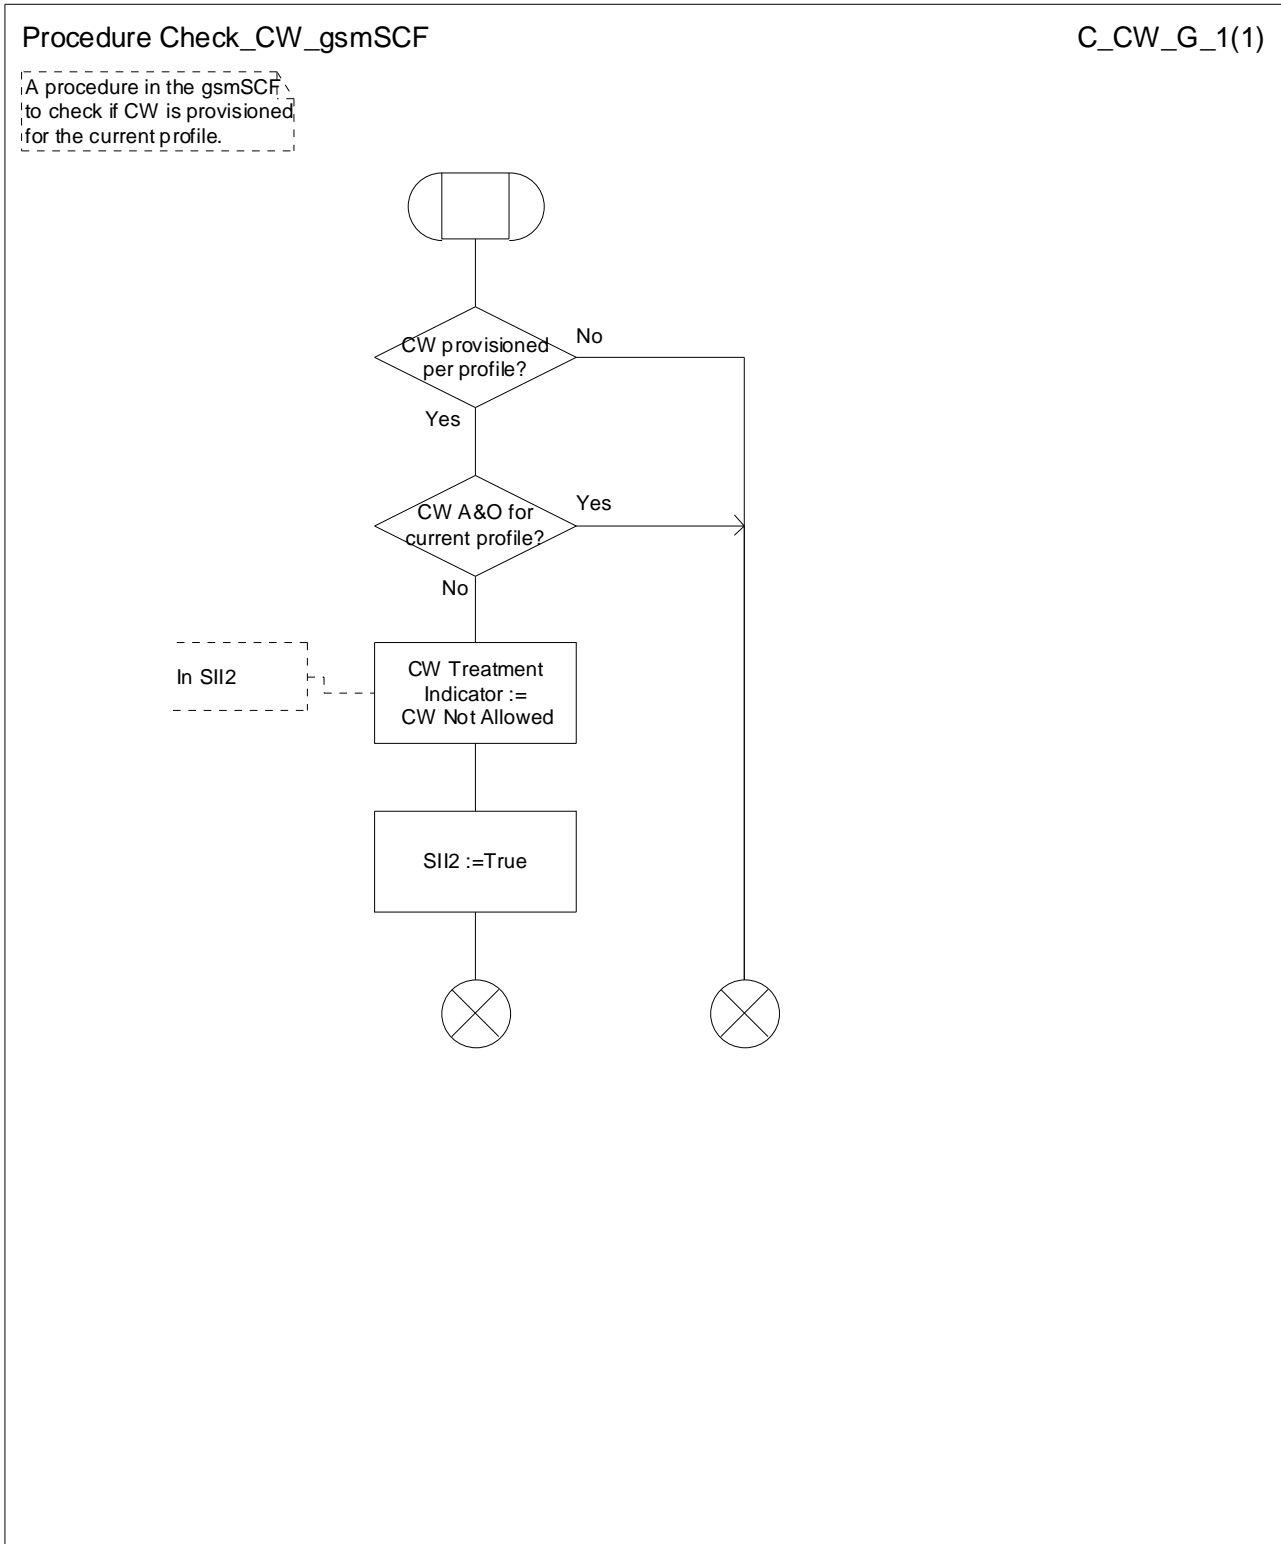 Procedure Check_CW_gsmSCF
C_CW_G_1(1)
A procedure in the gsmSCF
to check if CW is provisioned
for the current profile.
CW provisioned
per profile?
No
Yes
CW A&O for
current profile?
Yes
No
In SII2
CW Treatment
Indicator :=
CW Not Allowed
SII2 :=True